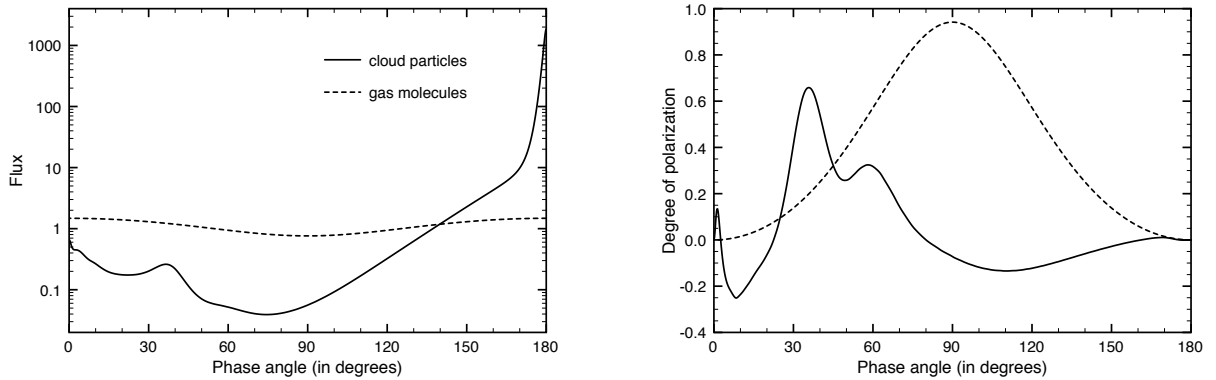 1000
100
10
1
0.1
Flux
cloud particles
gas molecules
0 30 60 90 120 150 180
Phase angle (in degrees)
1.0
0.8
0.6
0.4
0.2
0.0
-0.2
-0.4
Degree of polarization
0 30 60 90 120 150 180
Phase angle (in degrees)